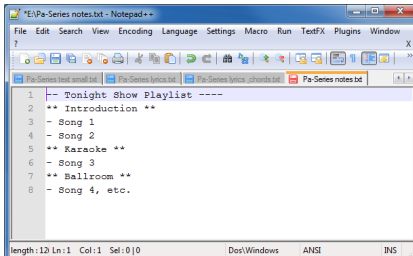 *E:\Pa-Series notes.txt - Notepad++
File Edit Search View Encoding Language Settings Macro Run TextFX Plugins Window
? X
Pa-Series text small.txt Pa-Series lyrics.txt Pa-Series lyrics_chords.txt Pa-Series notes.txt
1 -- Tonight Show Playlist ----
2 ** Introduction **
3 - Song 1
4 - Song 2
5 ** Karaoke **
6 - Song 3
7 ** Ballroom **
8 - Song 4, etc.
length : 12 Ln : 1 Col : 1 Sel : 0 | 0 Dos\Windows ANSI INS